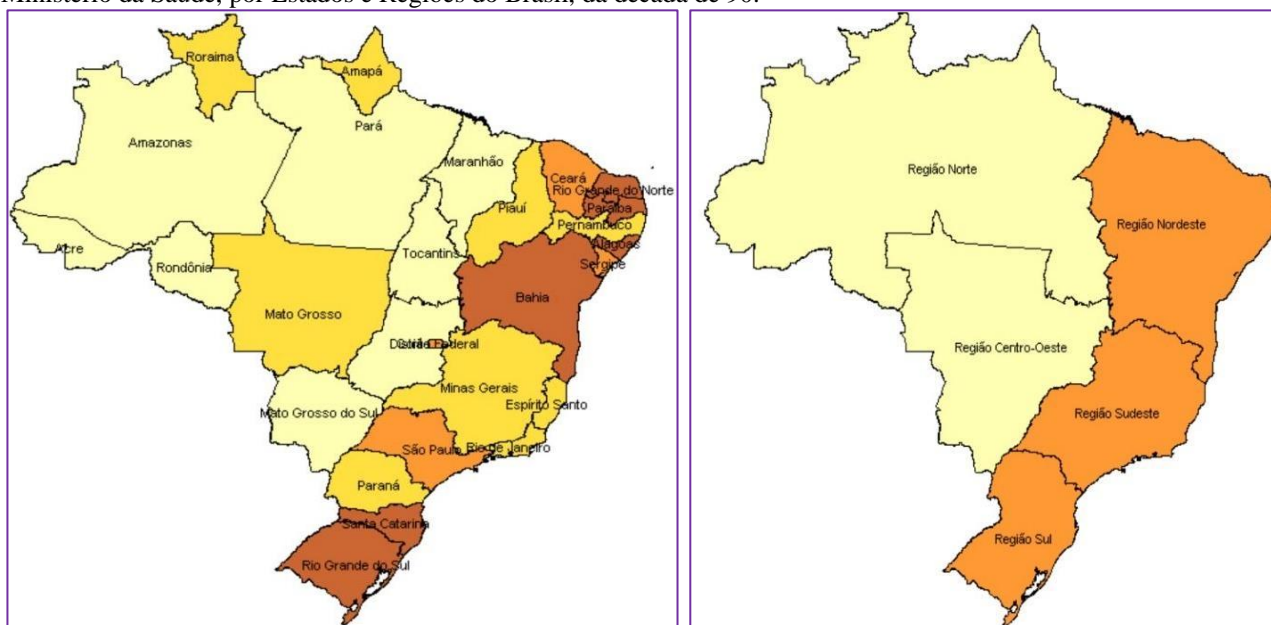 Ministério da Saúde, por Estados e Regiões do Brasil, da década de 90.
Roraima
Amapá
Amazonas
Pará
Maranhão
Ceará
Rio Grande do Norte
Piauí
Paraíba
Pernambuco
Acre
Alagoas
Rondônia
Tocantins
Sergipe
Bahia
Mato Grosso
Federal
Minas Gerais
Mato Grosso do Sul
Espírito Santo
São Paulo
Rio de Janeiro
Paraná
Santa Catarina
Rio Grande do Sul
Região Norte
Região Nordeste
Região Centro-Oeste
Região Sudeste
Região Sul